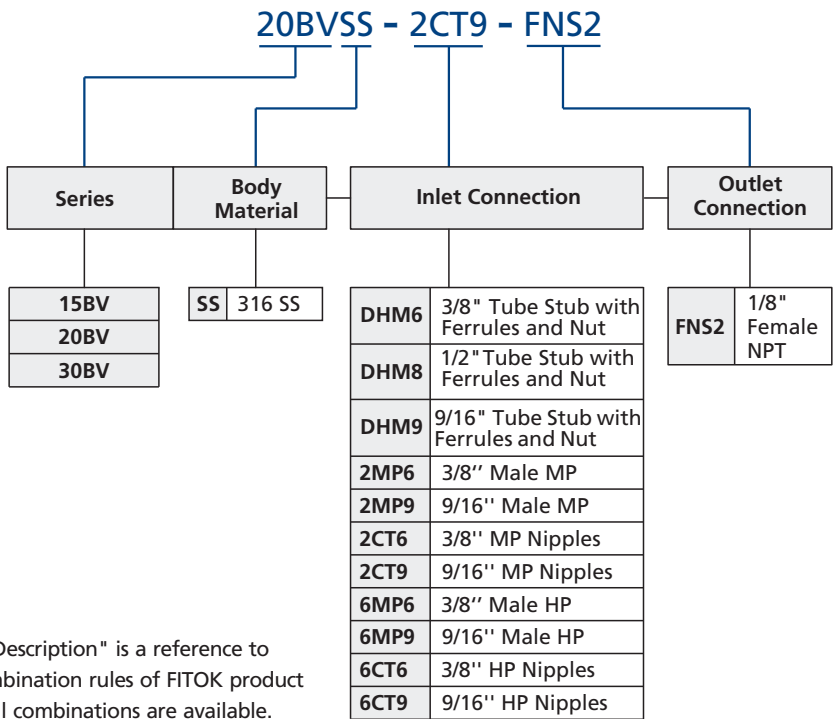 20BVSS - 2CT9 - FNS2
Series
Body
Material
Inlet Connection
Outlet
Connection
15BV
20BV
30BV
SS 316 SS
DHM6 3/8" Tube Stub with
Ferrules and Nut
DHM8 1/2" Tube Stub with
Ferrules and Nut
DHM9 9/16" Tube Stub with
Ferrules and Nut
2MP6 3/8’’ Male MP
2MP9 9/16'' Male MP
2CT6 3/8'' MP Nipples
2CT9 9/16'' MP Nipples
6MP6 3/8’’ Male HP
6MP9 9/16'' Male HP
6CT6 3/8'' HP Nipples
6CT9 9/16'' HP Nipples
FNS2 1/8"
Female
NPT
Description" is a reference to
bination rules of FITOK product
l combinations are available.